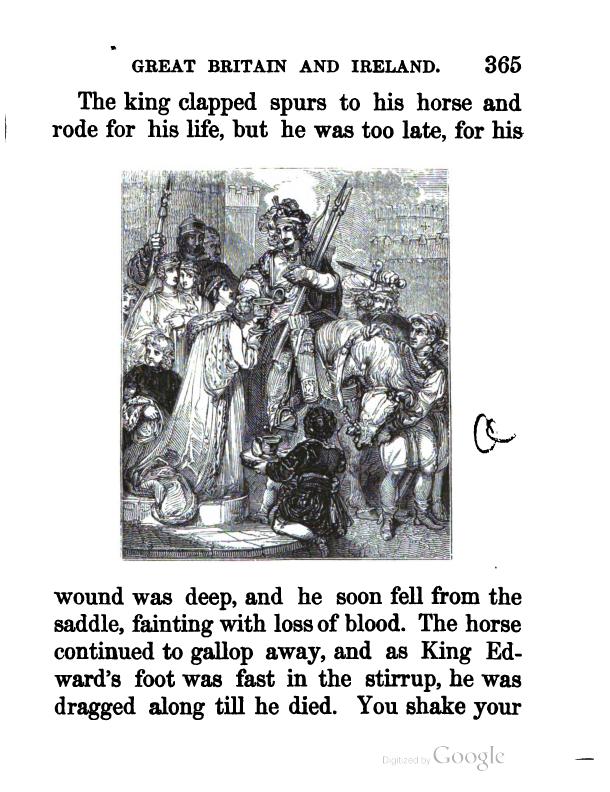 GREAT BRITAIN AND IRELAND. 365
The king clapped spurs to his horse and
rode for his life, but he was too late, for his
wound was deep, and he soon fell from the
saddle, fainting with loss of blood. The horse
continued to gallop away, and as King Ed-
ward's foot was fast in the stirrup, he was
dragged along till he died. You shake your
Digitized by Google